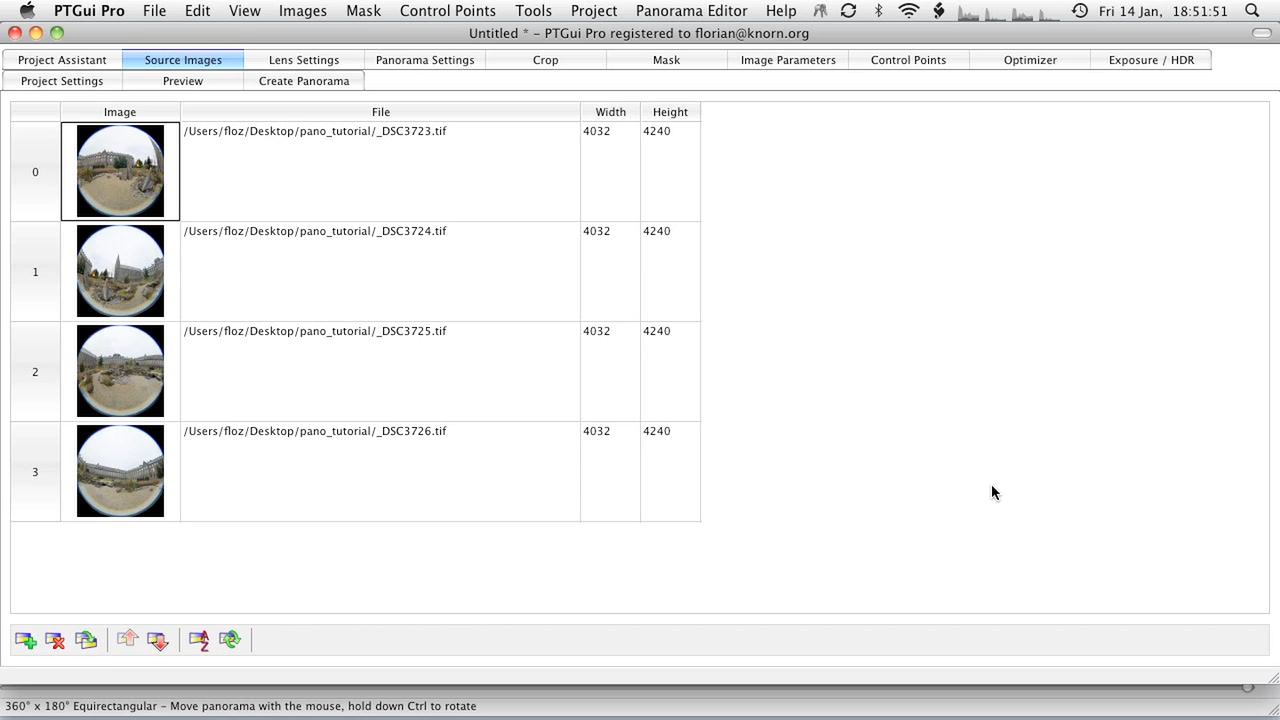 PTGui Pro File Edit View Images Mask Control Points Tools Project Panorama Editor Help Fri 14 Jan, 18:51:51
Untitled * – PTGui Pro registered to florian@knorn.org
Project Assistant Source Images Lens Settings Panorama Settings Crop Mask Image Parameters Control Points Optimizer Exposure / HDR
Project Settings Preview Create Panorama
Image File Width Height
0 /Users/floz/Desktop/pano_tutorial/_DSC3723.tif 4032 4240
1 /Users/floz/Desktop/pano_tutorial/_DSC3724.tif 4032 4240
2 /Users/floz/Desktop/pano_tutorial/_DSC3725.tif 4032 4240
3 /Users/floz/Desktop/pano_tutorial/_DSC3726.tif 4032 4240
A
Z
360° x 180° Equirectangular – Move panorama with the mouse, hold down Ctrl to rotate